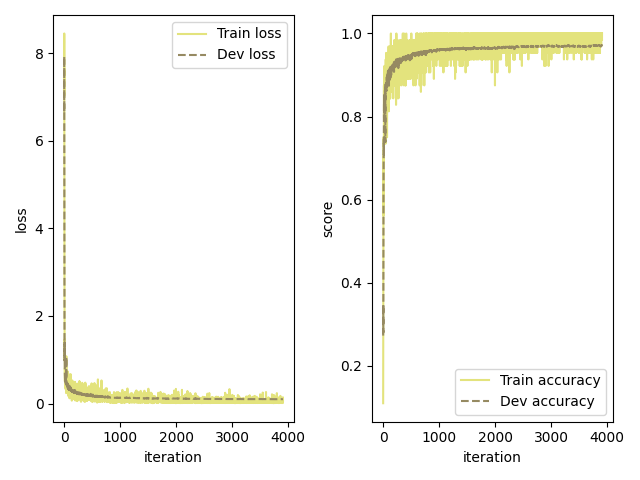 Train loss
Dev loss
8
6
4
2
0
loss
0
1000
2000
3000
4000
iteration
1.0
0.8
0.6
0.4
0.2
score
Train accuracy
Dev accuracy
0
1000
2000
3000
4000
iteration